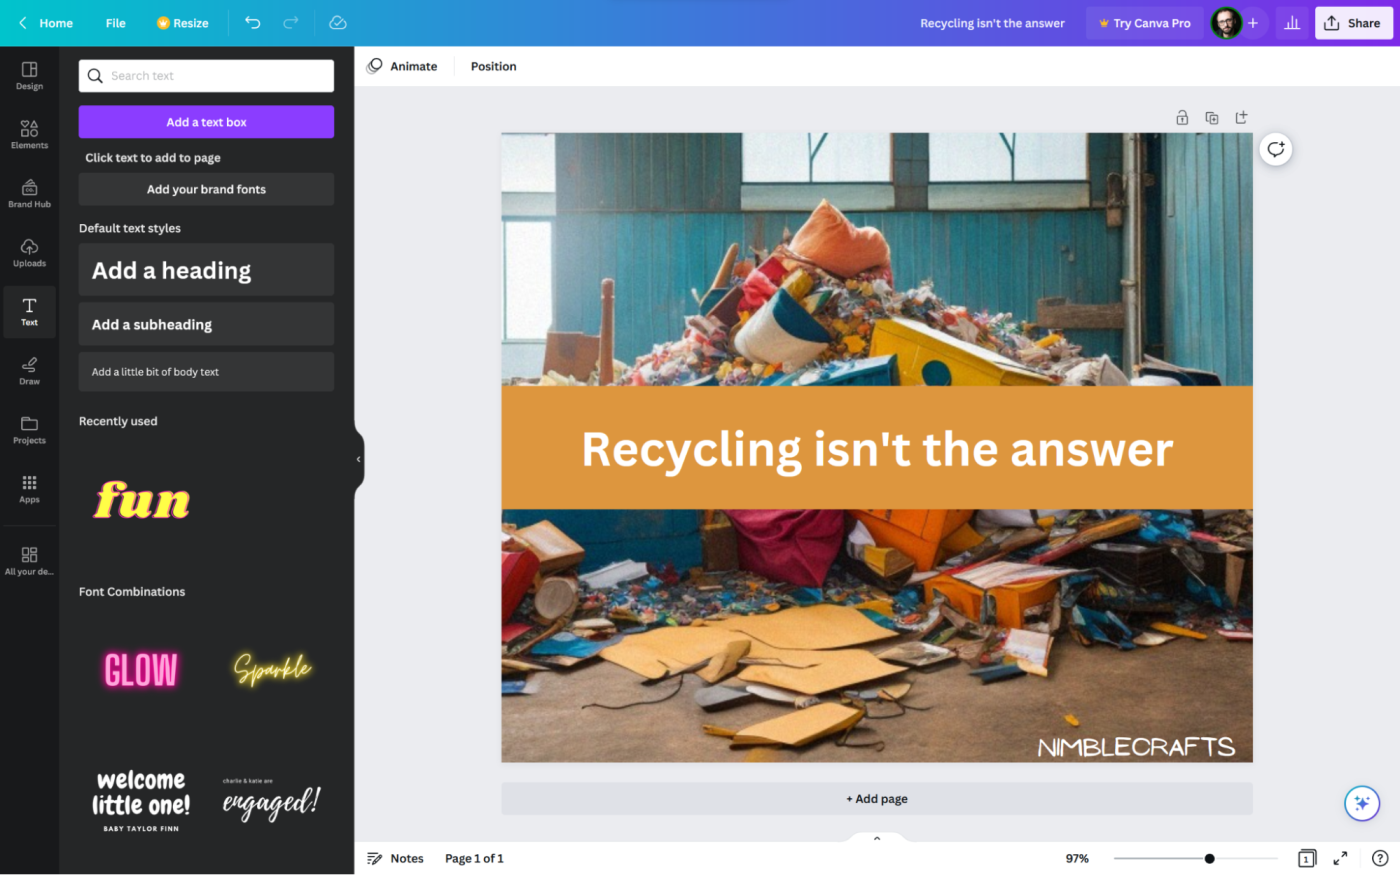 Home
File
Resize
Recycling isn't the answer
Try Canva Pro
Share
Design
Elements
CO.
Brand Hub
Uploads
Text
Draw
Projects
Apps
All your de...
Search text
Add a text box
Click text to add to page
Add your brand fonts
Default text styles
Add a heading
Add a subheading
Add a little bit of body text
Recently used
fun
Font Combinations
GLOW
Sparkle
welcome
little one!
BABY TAYLOR FINN
charlie & katie are
engaged!
Animate
Position
Recycling isn't the answer
NIMBLECRAFTS
+ Add page
Notes
Page 1 of 1
97%
1